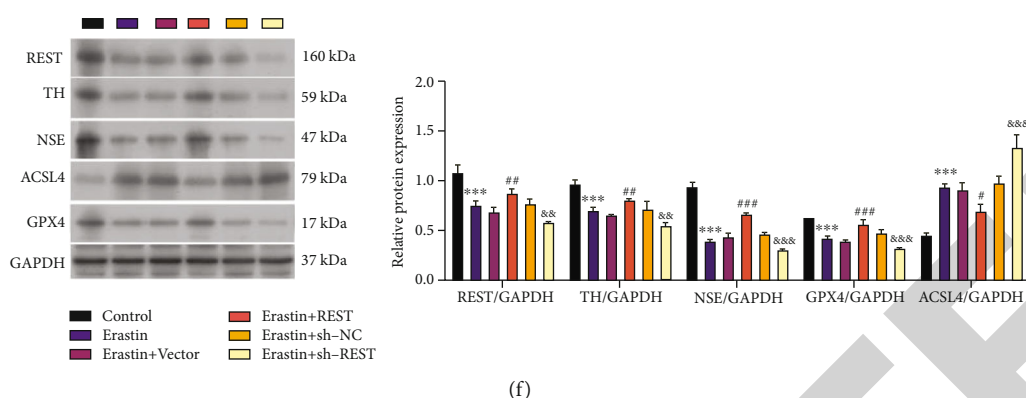 REST 160 kDa
TH 59 kDa
NSE 47 kDa
ACSL4 79 kDa
GPX4 17 kDa
GAPDH 37 kDa
Control
Erastin
Erastin+Vector
Erastin+REST
Erastin+sh–NC
Erastin+sh–REST
Relative protein expression
2.0
1.5
1.0
0.5
0.0
*** ## &&
*** ## &&
*** ### &&&
*** ### &&&
*** # &&&
REST/GAPDH TH/GAPDH NSE/GAPDH GPX4/GAPDH ACSL4/GAPDH
(f)